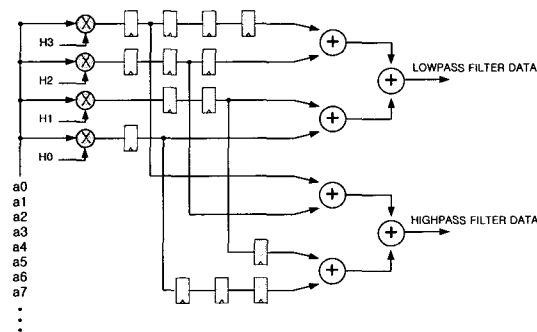 H3
H2
H1
H0
LOWPASS FILTER DATA
HIGHPASS FILTER DATA
a0
a1
a2
a3
a4
a5
a6
a7